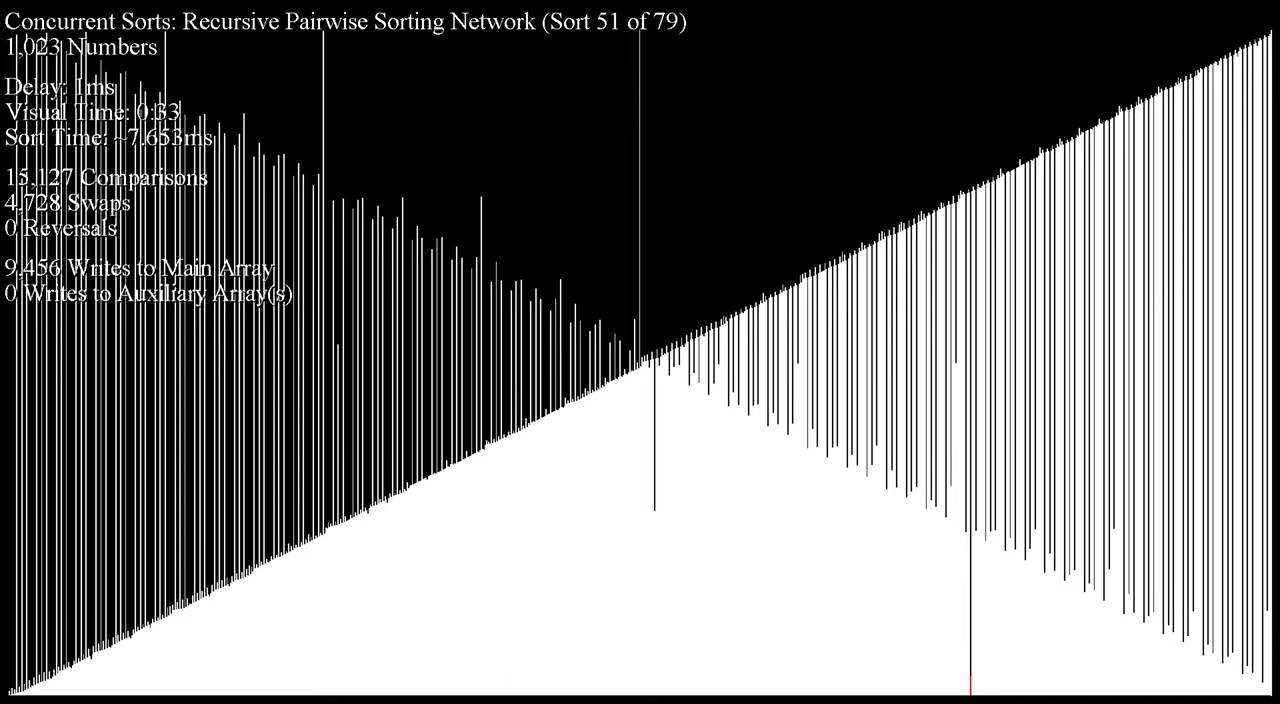 Concurrent Sorts: Recursive Pairwise Sorting Network (Sort 51 of 79)
1,023 Numbers
Delay: 1ms
Visual Time: 0:33
Sort Time: ~7.653ms
15,127 Comparisons
4,728 Swaps
0 Reversals
9,456 Writes to Main Array
0 Writes to Auxiliary Array(s)